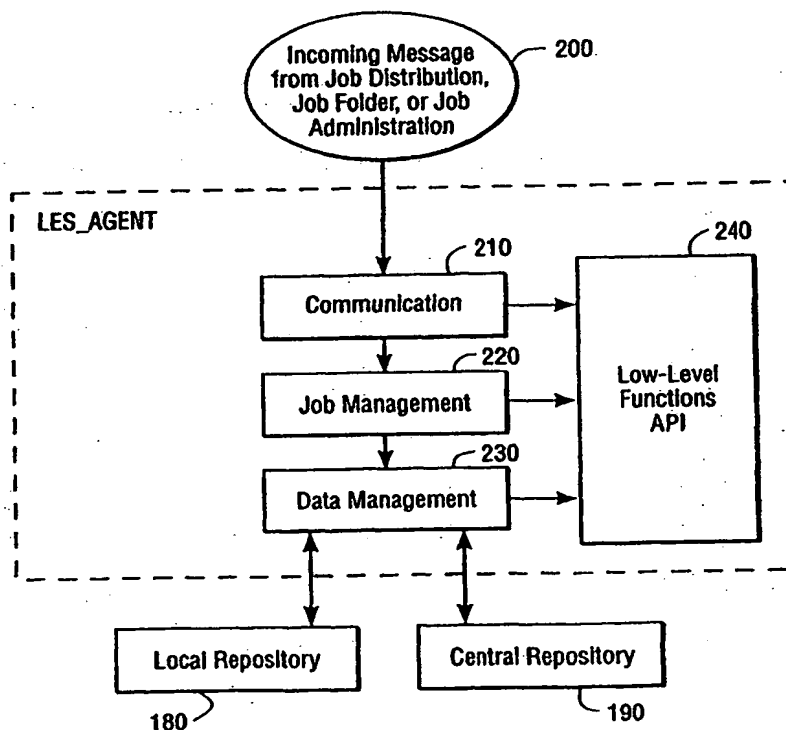 Incoming Message
from Job Distribution,
Job Folder, or Job
Administration
200
LES_AGENT
210
Communication
220
Job Management
230
Data Management
240
Low-Level
Functions
API
Local Repository
180
Central Repository
190